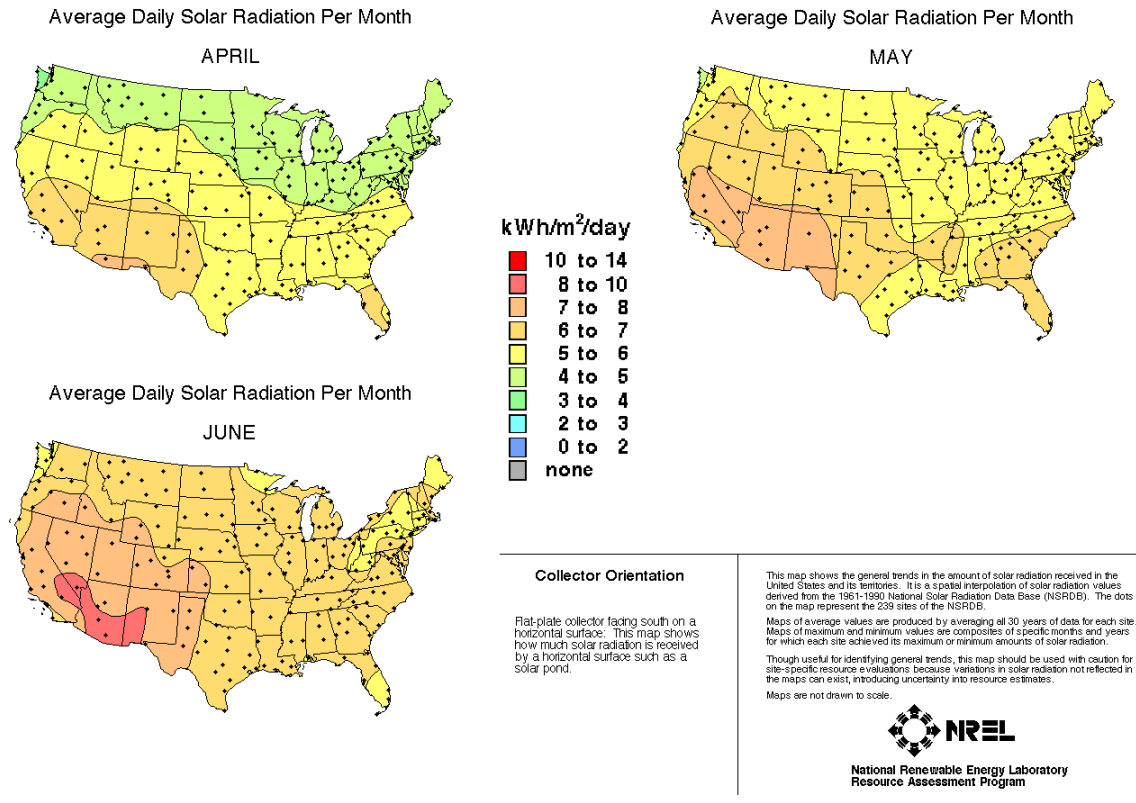 Average Daily Solar Radiation Per Month
APRIL
Average Daily Solar Radiation Per Month
MAY
kWh/m²/day
10 to 14
8 to 10
7 to 8
6 to 7
5 to 6
4 to 5
3 to 4
2 to 3
0 to 2
none
Average Daily Solar Radiation Per Month
JUNE
Collector Orientation
Flat-plate collector facing south on a
horizontal surface: This map shows
how much solar radiation is received
by a horizontal surface such as a
solar pond.
This map shows the general trends in the amount of solar radiation received in the
United States and its territories. It is a spatial interpolation of solar radiation values
derived from the 1961-1990 National Solar Radiation Data Base (NSRDB). The dots
on the map represent the 239 sites of the NSRDB.
Maps of average values are produced by averaging all 30 years of data for each site.
Maps of maximum and minimum values are composites of specific months and years
for which each site achieved its maximum or minimum amounts of solar radiation.
Though useful for identifying general trends, this map should be used with caution for
site-specific resource evaluations because variations in solar radiation not reflected in
the maps can exist, introducing uncertainty into resource estimates.
Maps are not drawn to scale.
NREL
National Renewable Energy Laboratory
Resource Assessment Program